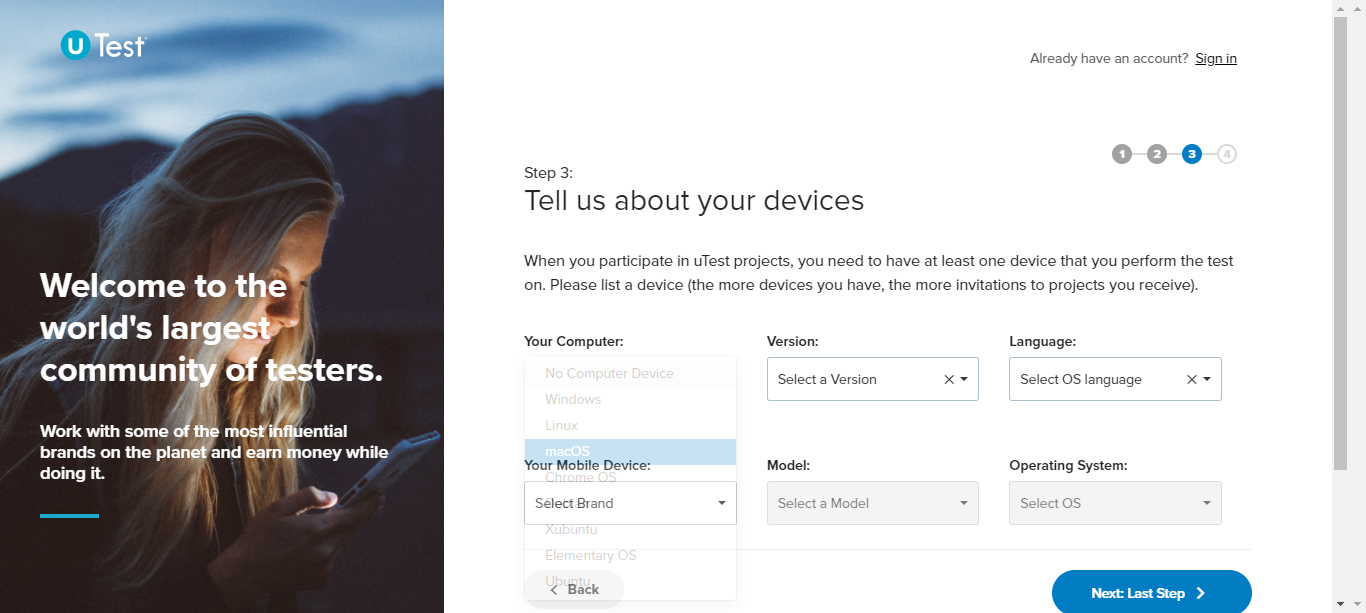 uTest
Already have an account? Sign in
1 2 3 4
Step 3:
Tell us about your devices
When you participate in uTest projects, you need to have at least one device that you perform the test
on. Please list a device (the more devices you have, the more invitations to projects you receive).
Welcome to the
world's largest
community of testers.
Work with some of the most influential
brands on the planet and earn money while
doing it.
Your Computer:
No Computer Device
Windows
Linux
macOS
Chrome OS
Xubuntu
Elementary OS
Ubuntu
Version:
Select a Version
Language:
Select OS language
Your Mobile Device:
Select Brand
Model:
Select a Model
Operating System:
Select OS
Back
Next: Last Step